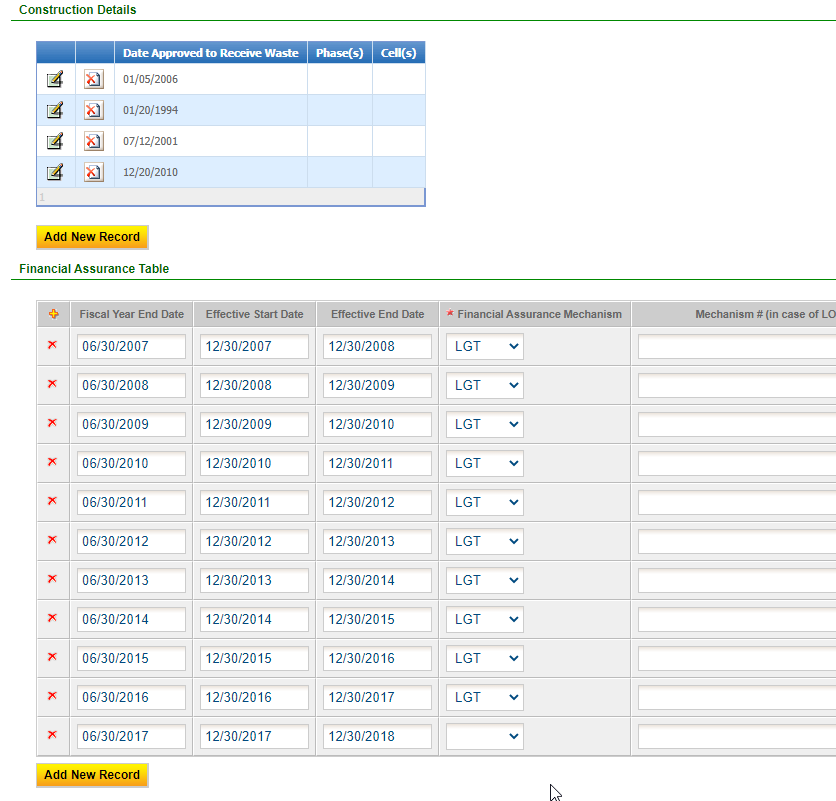 Construction Details
Date Approved to Receive Waste Phase(s) Cell(s)
01/05/2006
01/20/1994
07/12/2001
12/20/2010
1
Add New Record
Financial Assurance Table
Fiscal Year End Date Effective Start Date Effective End Date * Financial Assurance Mechanism Mechanism # (in case of LO
06/30/2007 12/30/2007 12/30/2008 LGT
06/30/2008 12/30/2008 12/30/2009 LGT
06/30/2009 12/30/2009 12/30/2010 LGT
06/30/2010 12/30/2010 12/30/2011 LGT
06/30/2011 12/30/2011 12/30/2012 LGT
06/30/2012 12/30/2012 12/30/2013 LGT
06/30/2013 12/30/2013 12/30/2014 LGT
06/30/2014 12/30/2014 12/30/2015 LGT
06/30/2015 12/30/2015 12/30/2016 LGT
06/30/2016 12/30/2016 12/30/2017 LGT
06/30/2017 12/30/2017 12/30/2018
Add New Record